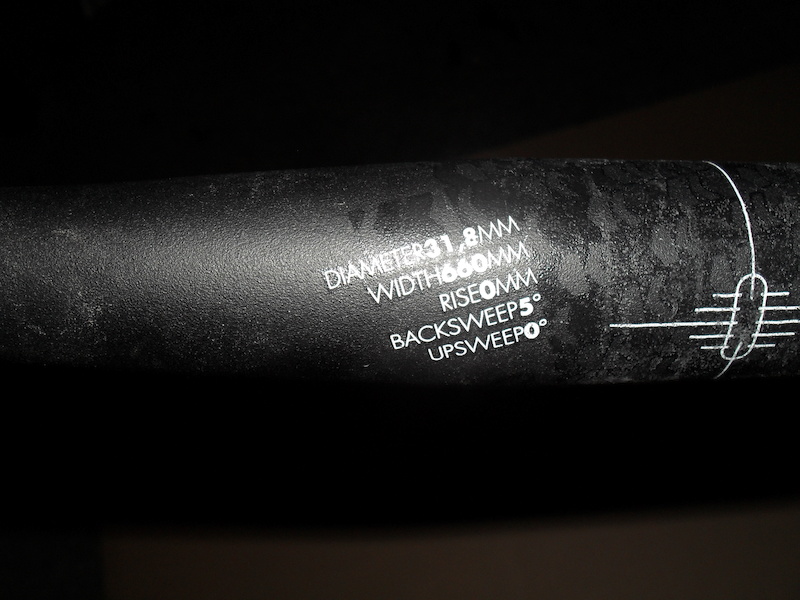 DIAMETER31,8MM
WIDTH660MM
RISE0MM
BACKSWEEP5°
UPSWEEP0°